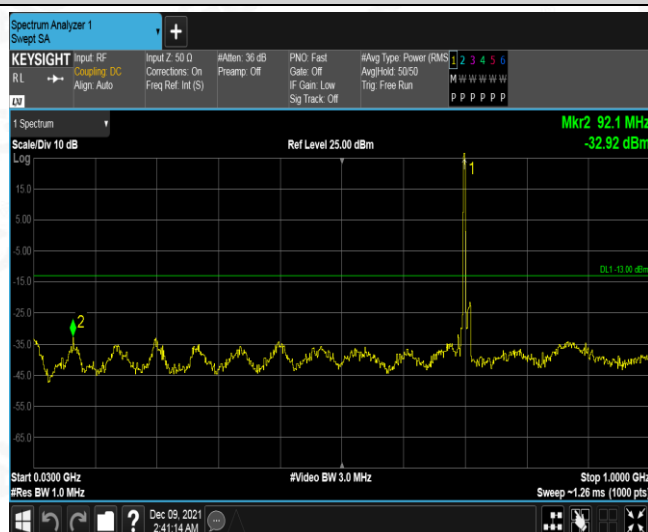 Spectrum Analyzer 1
Swept SA
+
KEYSIGHT Input: RF Input Z: 50 Ω #Atten: 36 dB PNO: Fast #Avg Type: Power (RMS 1 2 3 4 5 6
RL Coupling: DC Corrections: On Preamp: Off Gate: Off Avg|Hold: 50/50 M W W W W W
Align: Auto Freq Ref: Int (S) IF Gain: Low Trig: Free Run
Sig Track: Off P P P P P P
LXI
1 Spectrum Mkr2 92.1 MHz
Scale/Div 10 dB Ref Level 25.00 dBm -32.92 dBm
Log
1
15.0
5.00
-5.00
DL1 -13.00 dBm
-15.0
-25.0
2
-35.0
-45.0
-55.0
-65.0
Start 0.0300 GHz #Video BW 3.0 MHz Stop 1.0000 GHz
#Res BW 1.0 MHz Sweep ~1.26 ms (1000 pts)
? Dec 09, 2021
2:41:14 AM